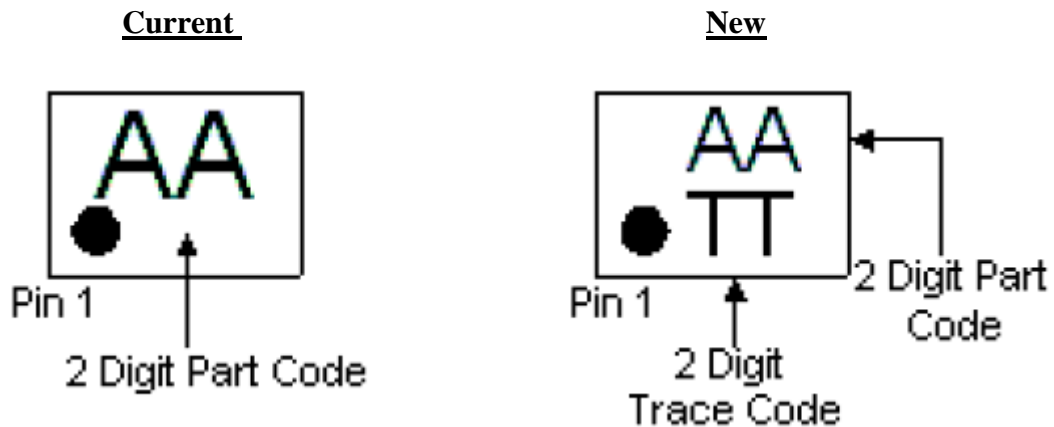 Current
AA
Pin 1
2 Digit Part Code
New
AA
TT
Pin 1
2 Digit
Trace Code
2 Digit Part
Code